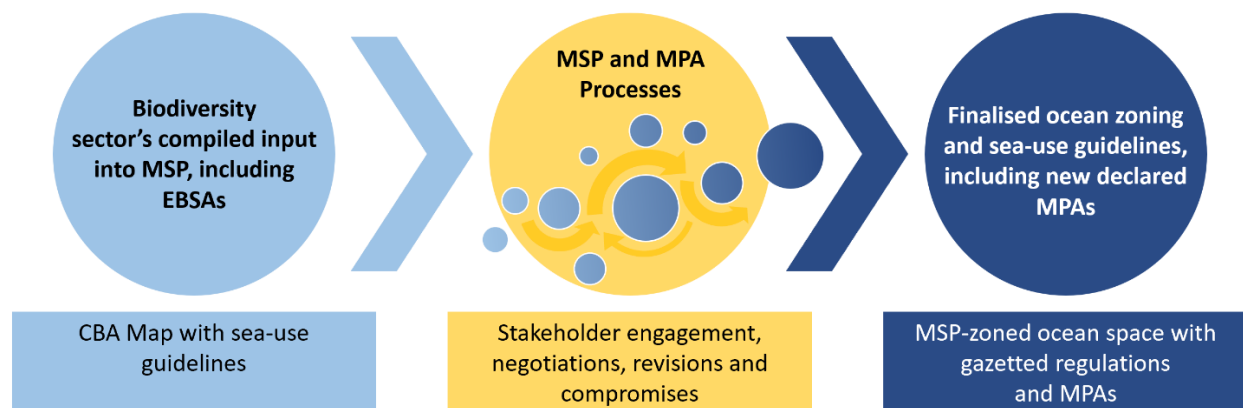 Biodiversity
sector's compiled input
into MSP, including
EBSAs
CBA Map with sea-use
guidelines
MSP and MPA
Processes
Stakeholder engagement,
negotiations, revisions and
compromises
Finalised ocean zoning
and sea-use guidelines,
including new declared
MPAs
MSP-zoned ocean space with
gazetted regulations
and MPAs